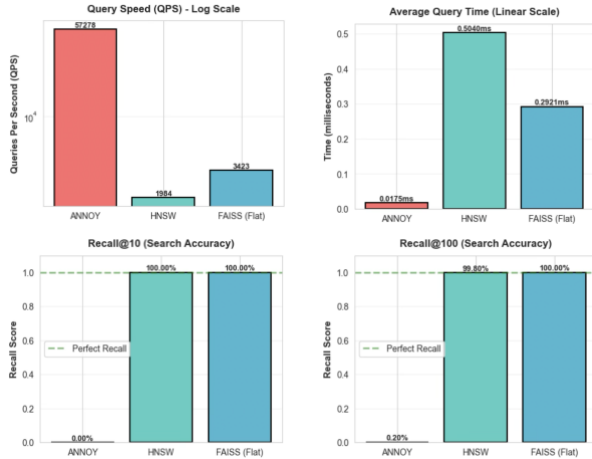 Query Speed (QPS) - Log Scale
Queries Per Second (QPS)
10^4
57278
1984
3423
ANNOY HNSW FAISS (Flat)
Average Query Time (Linear Scale)
Time (milliseconds)
0.5
0.4
0.3
0.2
0.1
0.0
0.0175ms
0.5040ms
0.2921ms
ANNOY HNSW FAISS (Flat)
Recall@10 (Search Accuracy)
Recall Score
1.0
0.8
0.6
0.4
0.2
0.0
0.00%
100.00%
100.00%
Perfect Recall
ANNOY HNSW FAISS (Flat)
Recall@100 (Search Accuracy)
Recall Score
1.0
0.8
0.6
0.4
0.2
0.0
0.20%
99.80%
100.00%
Perfect Recall
ANNOY HNSW FAISS (Flat)